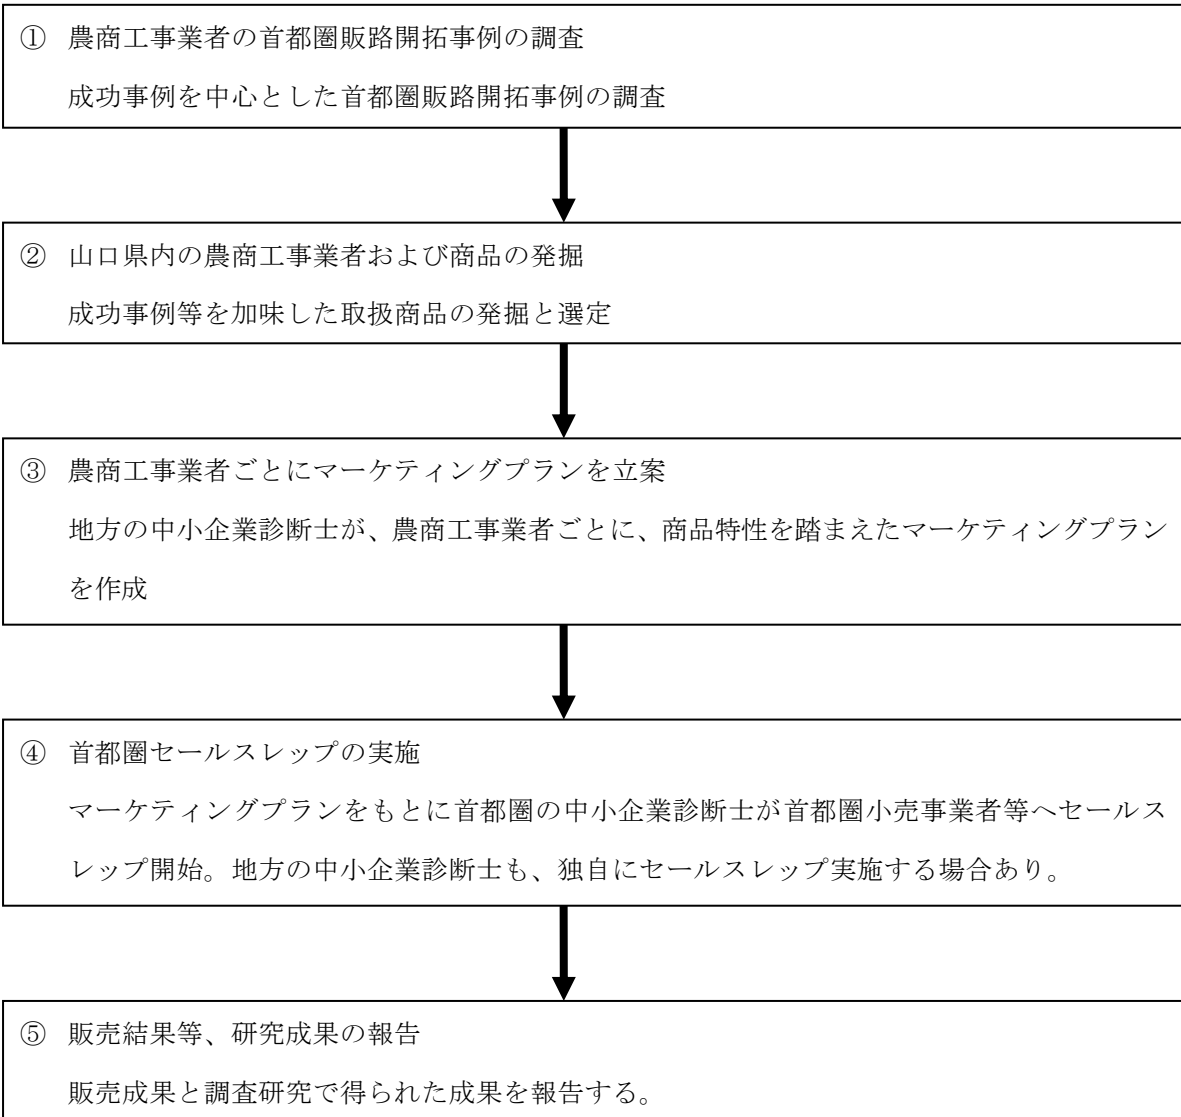 ① 農商工事業者の首都圏販路開拓事例の調査
成功事例を中心とした首都圏販路開拓事例の調査
② 山口県内の農商工事業者および商品の発掘
成功事例等を加味した取扱商品の発掘と選定
③ 農商工事業者ごとにマーケティングプランを立案
地方の中小企業診断士が、農商工事業者ごとに、商品特性を踏まえたマーケティングプラン
を作成
④ 首都圏セールスレップの実施
マーケティングプランをもとに首都圏の中小企業診断士が首都圏小売事業者等へセールス
レップ開始。地方の中小企業診断士も、独自にセールスレップ実施する場合あり。
⑤ 販売結果等、研究成果の報告
販売成果と調査研究で得られた成果を報告する。